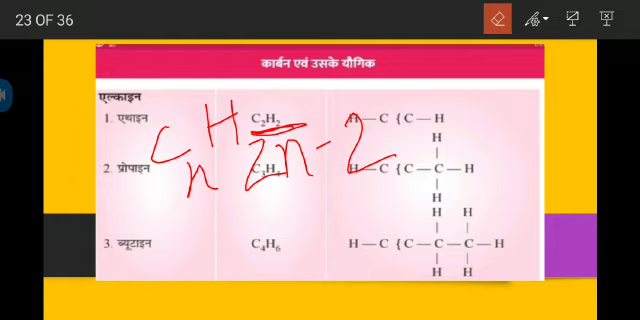 23 OF 36
कार्बन एवं उसके यौगिक
एल्काइन
1. एथाइन C₂H₂ H — C { C — H
CnH2n-2
H
|
2. प्रोपाइन C₃H₄ H — C { C — C — H
|
H
H H
| |
3. ब्यूटाइन C₄H₆ H — C { C — C — C — H
| |
H H